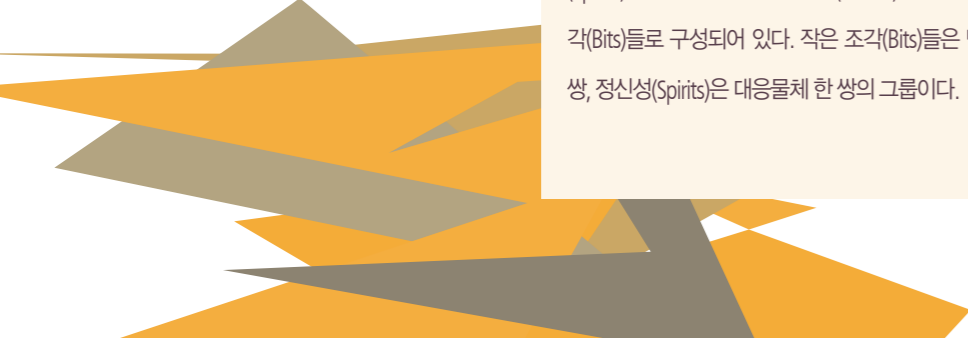 각(Bits)들로 구성되어 있다. 작은 조각(Bits)들은
쌍, 정신성(Spirits)은 대응물체 한 쌍의 그룹이다.